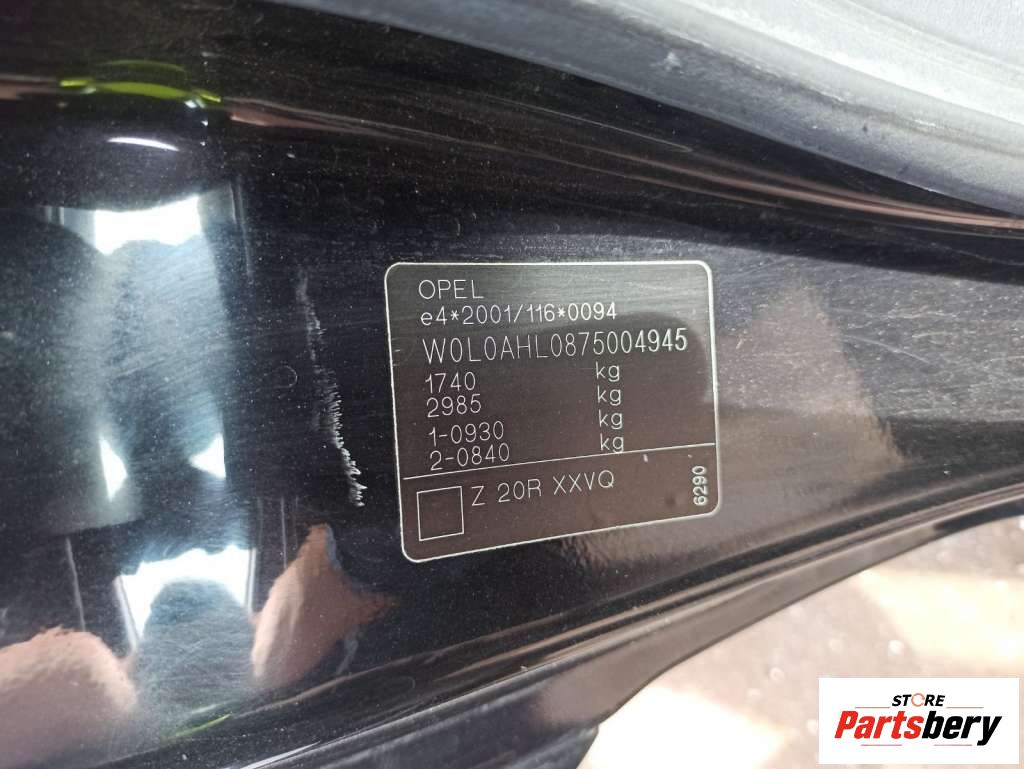 OPEL
e4*2001/116*0094
W0L0AHL0875004945
1740 kg
2985 kg
1-0930 kg
2-0840 kg
Z 20R XXVQ
6290
STORE
Partsbery